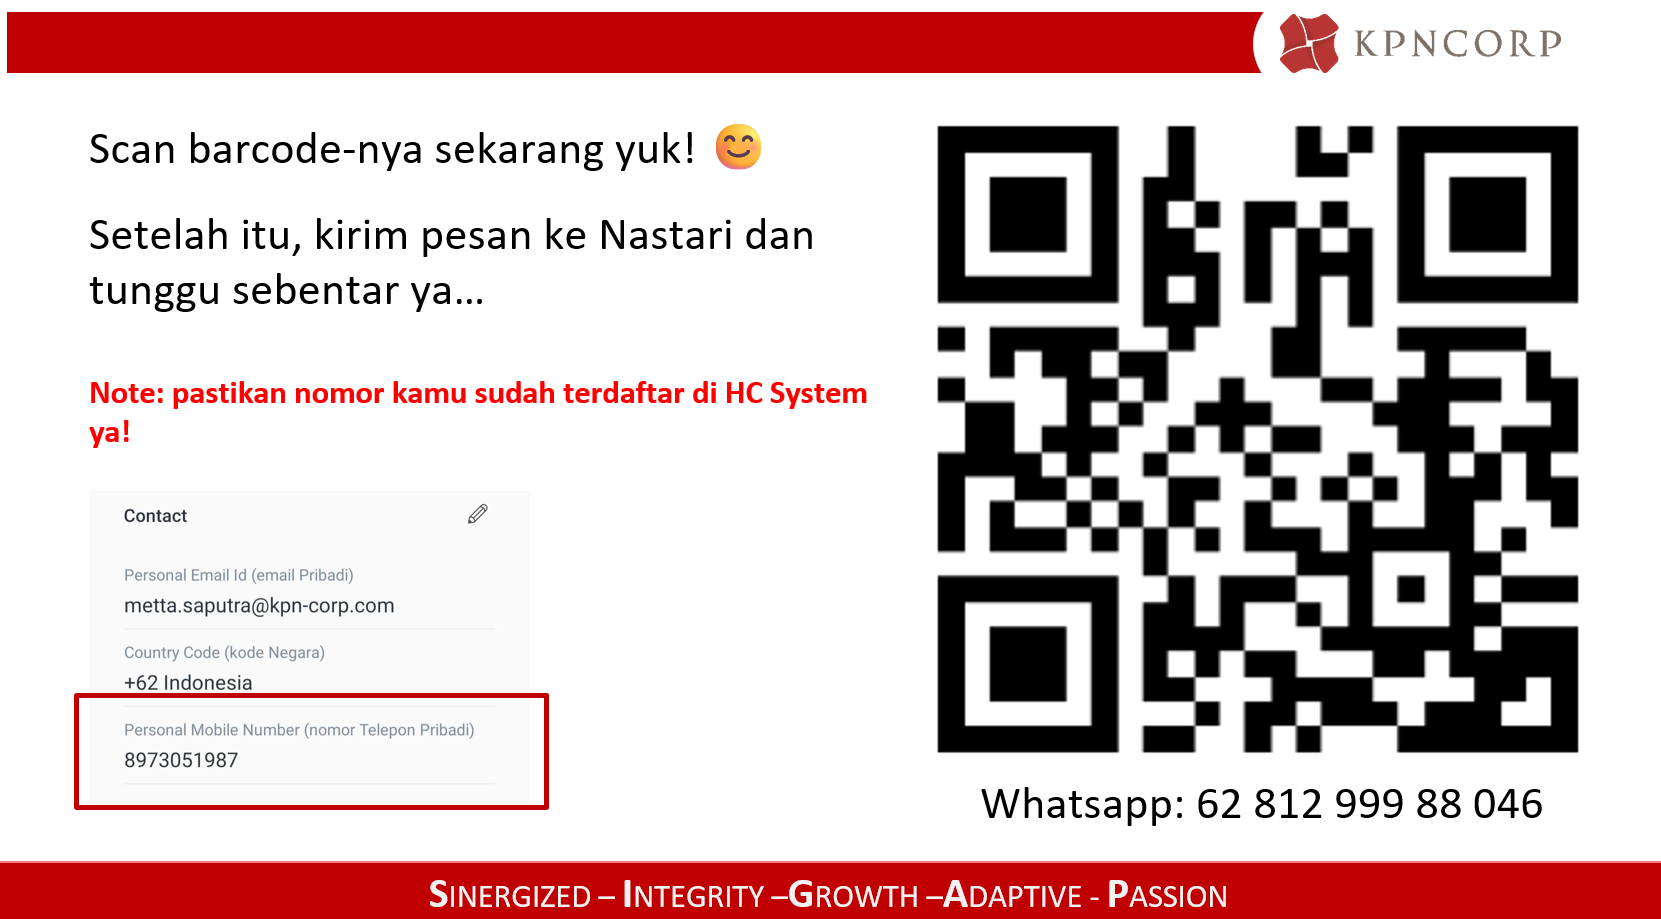 KPNCORP
Scan barcode-nya sekarang yuk! 😊
Setelah itu, kirim pesan ke Nastari dan
tunggu sebentar ya...
Note: pastikan nomor kamu sudah terdaftar di HC System
ya!
Contact
Personal Email Id (email Pribadi)
metta.saputra@kpn-corp.com
Country Code (kode Negara)
+62 Indonesia
Personal Mobile Number (nomor Telepon Pribadi)
8973051987
Whatsapp: 62 812 999 88 046
SINERGIZED – INTEGRITY –GROWTH –ADAPTIVE - PASSION